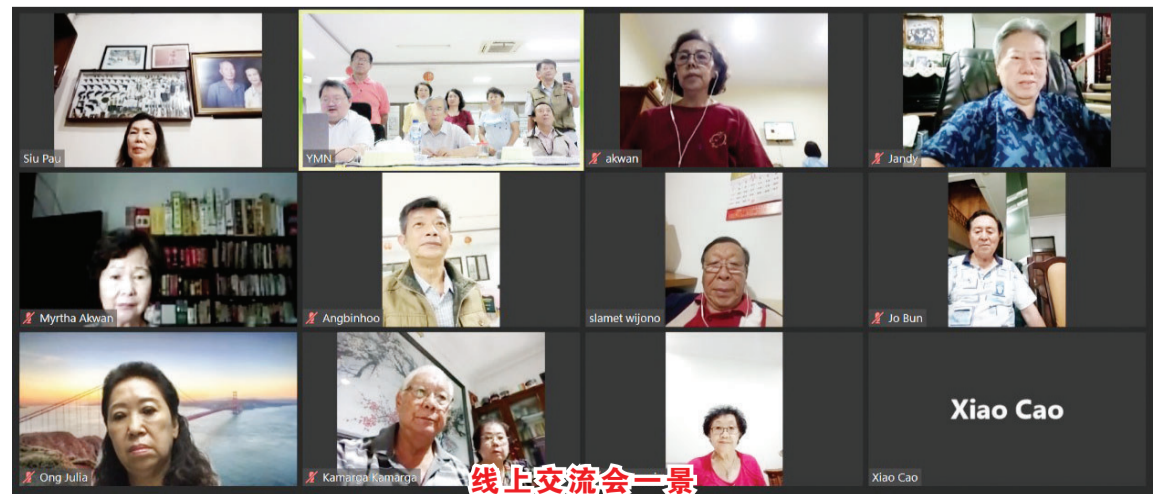 Siu Pau
YMN
akwan
Jandy
Myrtha Akwan
Angbinhoo
slamet wijono
Jo Bun
Xiao Cao
Ong Julia
Kamarga Kamarga
Xiao Cao
线上交流会一景